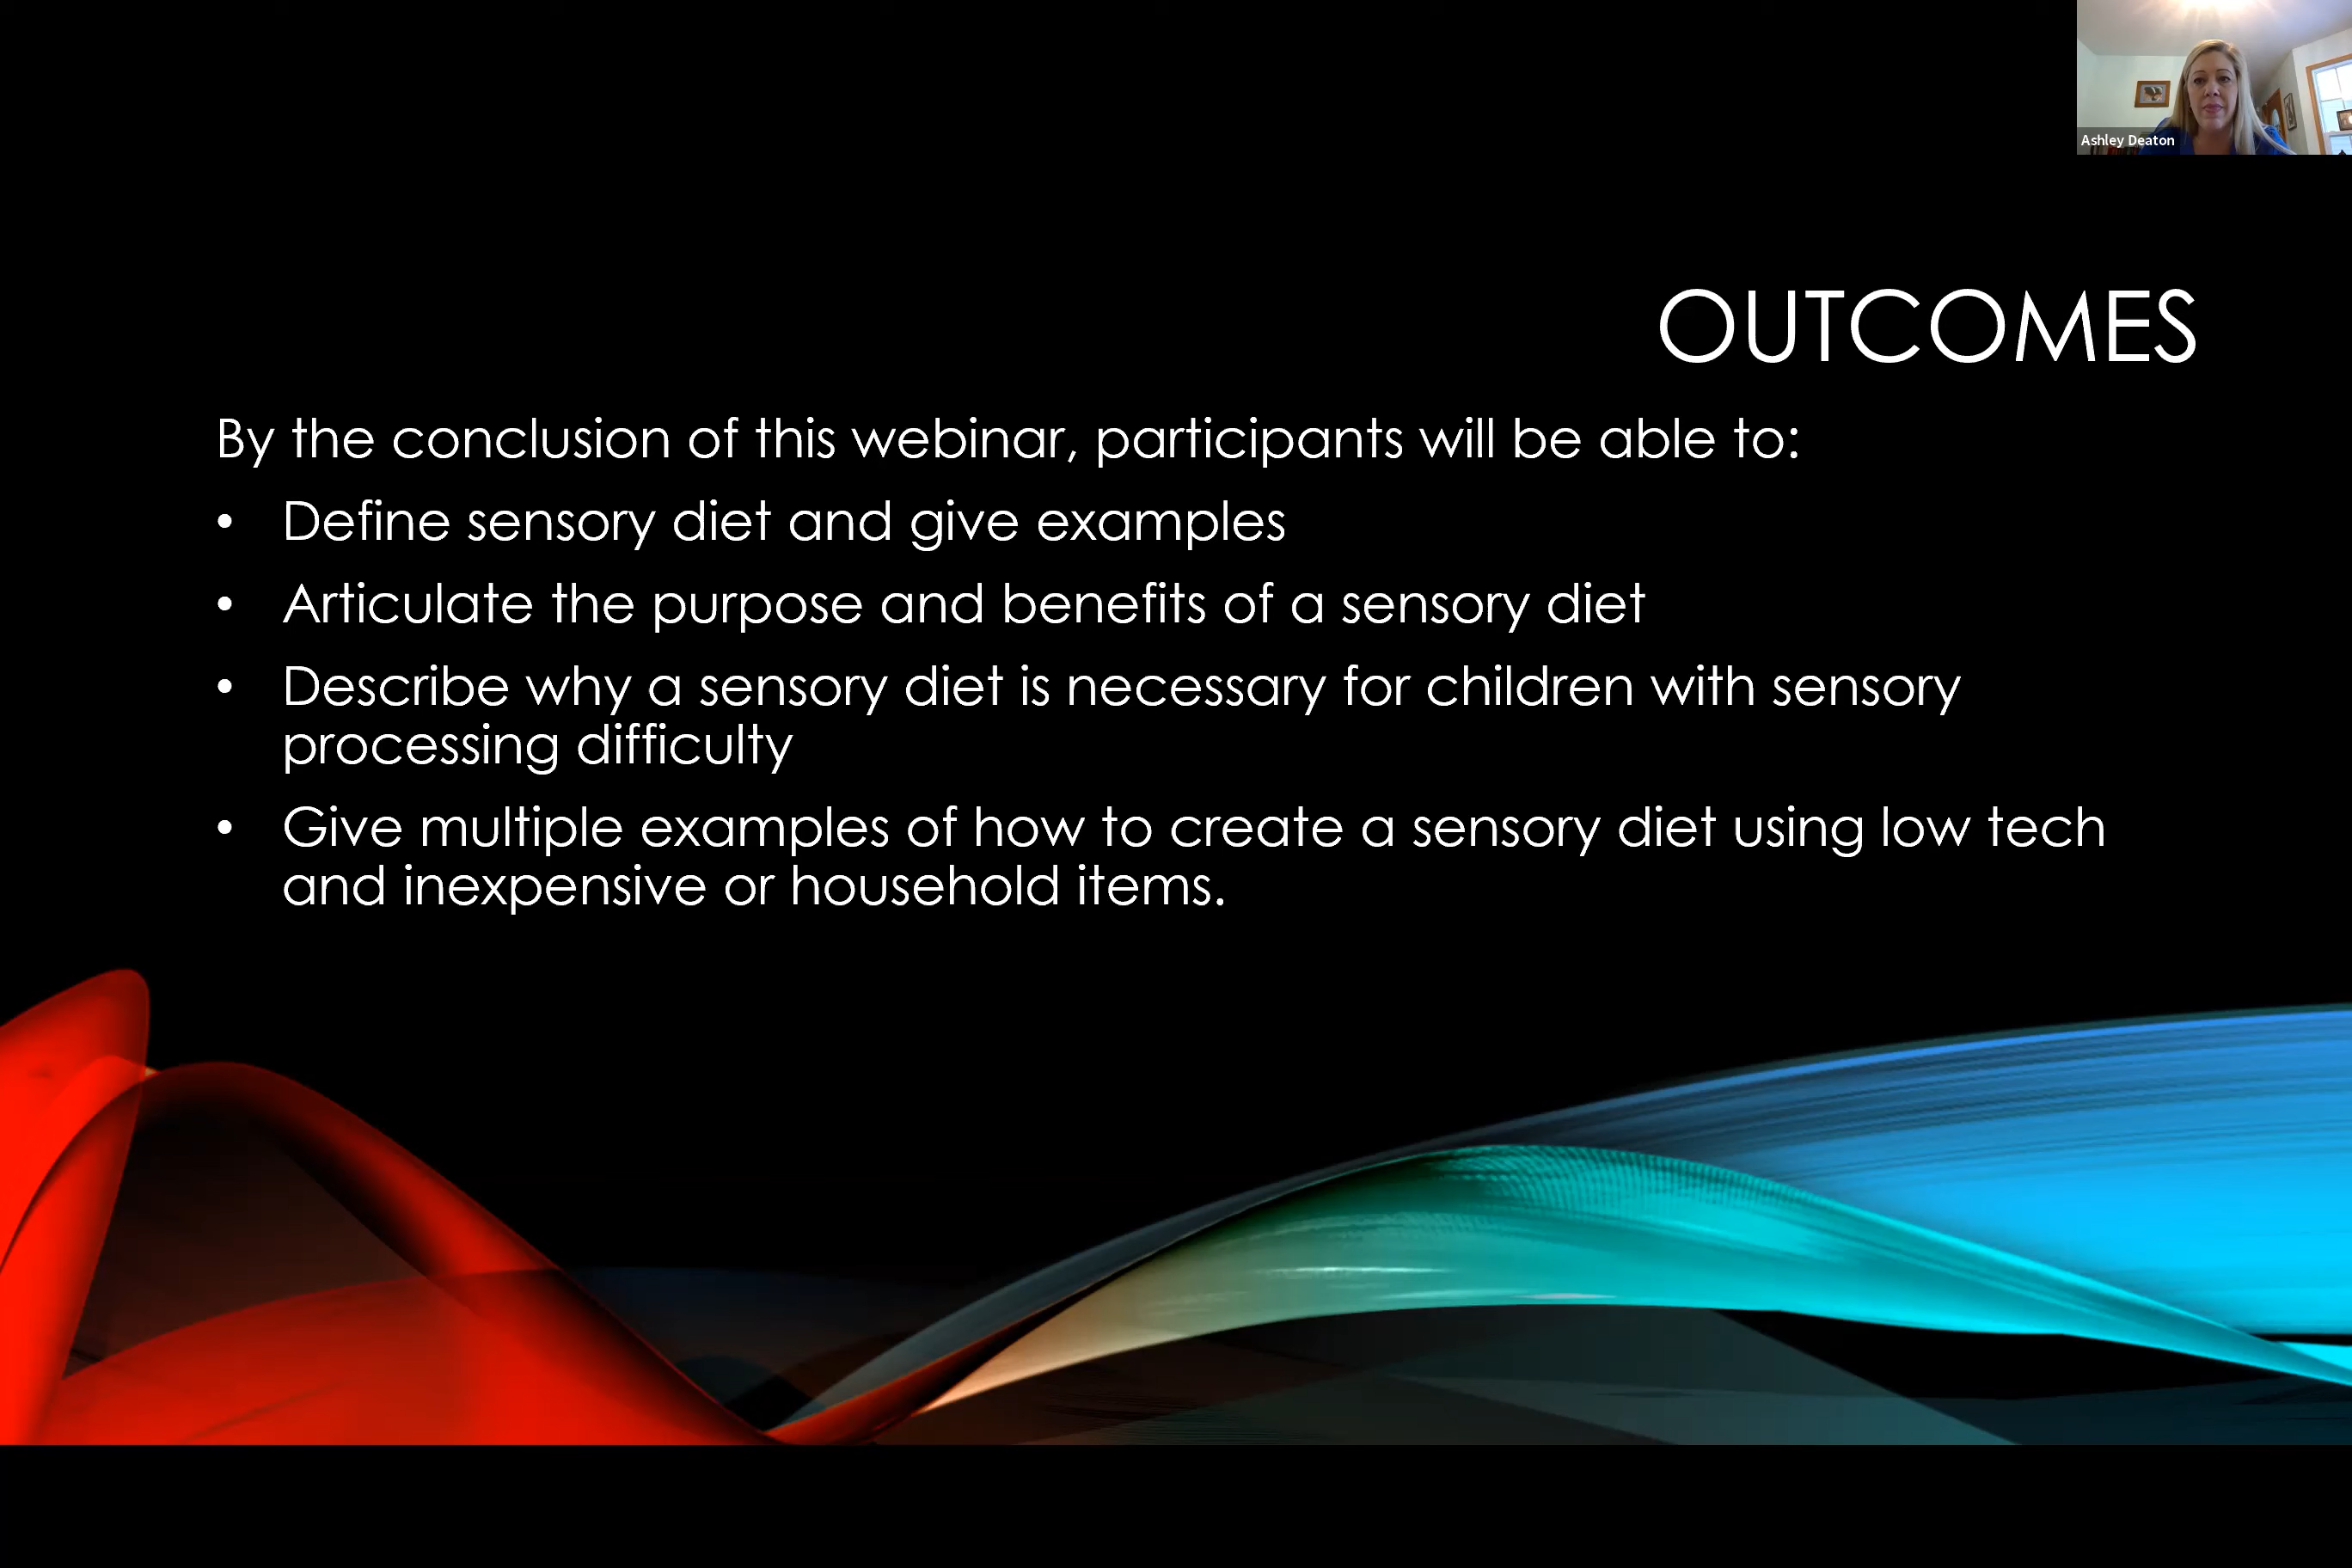 Ashley Deaton
OUTCOMES
By the conclusion of this webinar, participants will be able to:
• Define sensory diet and give examples
• Articulate the purpose and benefits of a sensory diet
• Describe why a sensory diet is necessary for children with sensory
processing difficulty
• Give multiple examples of how to create a sensory diet using low tech
and inexpensive or household items.